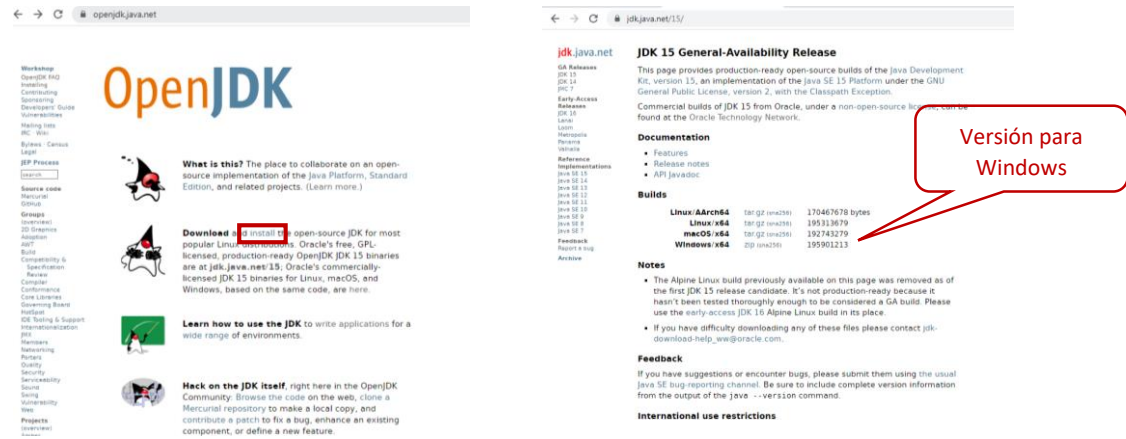 openjdk.java.net
OpenJDK
Workshop
OpenJDK FAQ
Installing
Contributing
Sponsoring
Developers' Guide
Vulnerabilities
Mailing lists
IRC · Wiki
Bylaws · Census
Legal
JEP Process
search
Source code
Mercurial
GitHub
Groups
(overview)
2D Graphics
Adoption
AWT
Build
Compatibility &
Specification
Review
Compiler
Conformance
Core Libraries
Governing Board
HotSpot
IDE Tooling & Support
Internationalization
JMX
Members
Networking
Porters
Quality
Security
Serviceability
Sound
Swing
Vulnerability
Web
Projects
(overview)
What is this? The place to collaborate on an open-
source implementation of the Java Platform, Standard
Edition, and related projects. (Learn more.)
Download and install the open-source JDK for most
popular Linux distributions. Oracle's free, GPL-
licensed, production-ready OpenJDK JDK 15 binaries
are at jdk.java.net/15; Oracle's commercially-
licensed JDK 15 binaries for Linux, macOS, and
Windows, based on the same code, are here.
Learn how to use the JDK to write applications for a
wide range of environments.
Hack on the JDK itself, right here in the OpenJDK
Community: Browse the code on the web, clone a
Mercurial repository to make a local copy, and
contribute a patch to fix a bug, enhance an existing
component, or define a new feature.
jdk.java.net/15/
jdk.java.net
GA Releases
JDK 15
JDK 14
JMC 7
Early-Access
Releases
JDK 16
Lanai
Loom
Metropolis
Panama
Valhalla
Reference
Implementations
Java SE 15
Java SE 14
Java SE 13
Java SE 12
Java SE 11
Java SE 10
Java SE 9
Java SE 8
Java SE 7
Feedback
Report a bug
Archive
JDK 15 General-Availability Release
This page provides production-ready open-source builds of the Java Development
Kit, version 15, an implementation of the Java SE 15 Platform under the GNU
General Public License, version 2, with the Classpath Exception.
Commercial builds of JDK 15 from Oracle, under a non-open-source license, can be
found at the Oracle Technology Network.
Documentation
• Features
• Release notes
• API Javadoc
Builds
Linux/AArch64 tar.gz (sha256) 170467678 bytes
Linux/x64 tar.gz (sha256) 195313679
macOS/x64 tar.gz (sha256) 192743279
Windows/x64 zip (sha256) 195901213
Versión para
Windows
Notes
• The Alpine Linux build previously available on this page was removed as of
the first JDK 15 release candidate. It's not production-ready because it
hasn't been tested thoroughly enough to be considered a GA build. Please
use the early-access JDK 16 Alpine Linux build in its place.
• If you have difficulty downloading any of these files please contact jdk-
download-help_ww@oracle.com.
Feedback
If you have suggestions or encounter bugs, please submit them using the usual
Java SE bug-reporting channel. Be sure to include complete version information
from the output of the java --version command.
International use restrictions